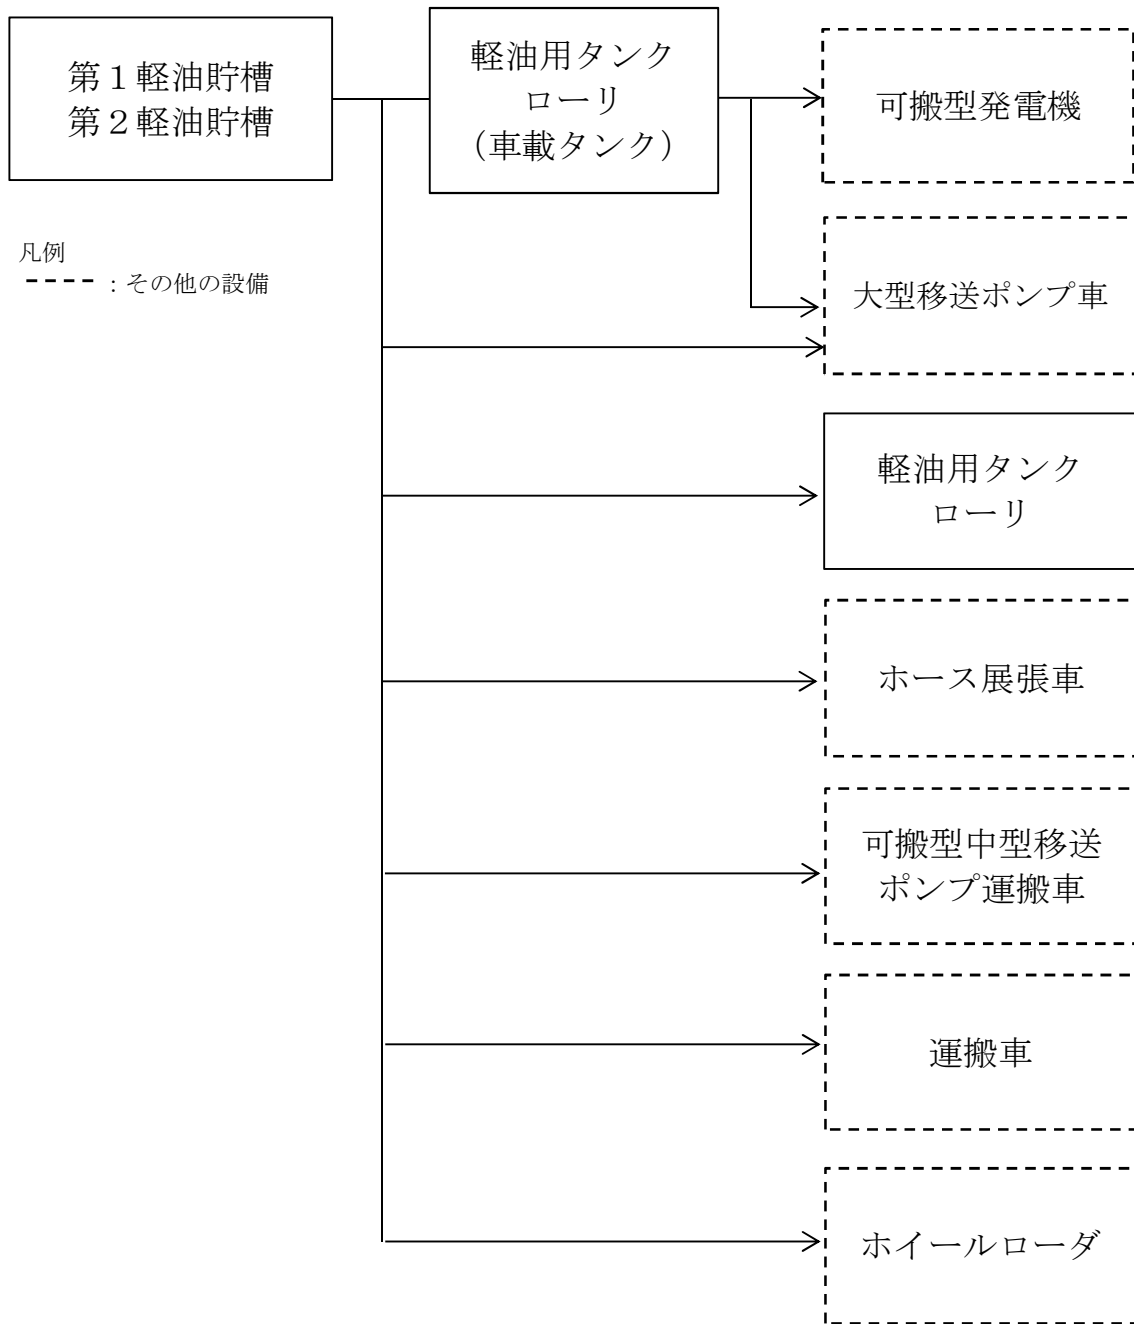 第１軽油貯槽
第２軽油貯槽
軽油用タンク
ローリ
（車載タンク）
可搬型発電機
凡例
：その他の設備
大型移送ポンプ車
軽油用タンク
ローリ
ホース展張車
可搬型中型移送
ポンプ運搬車
運搬車
ホイールローダ